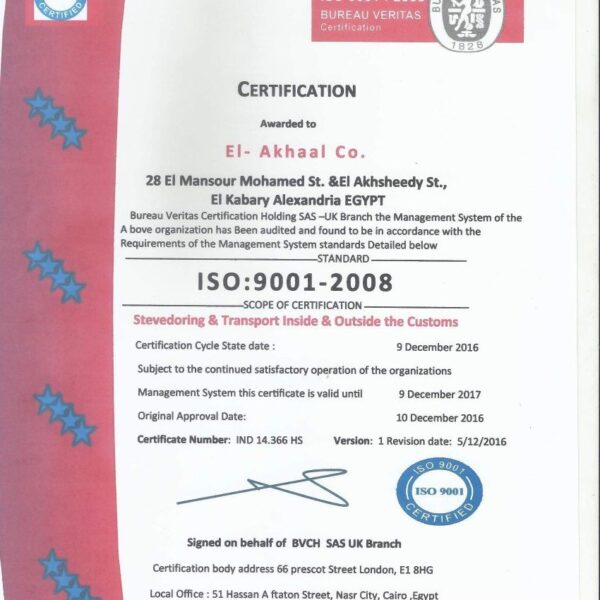 CERTIFIED
BUREAU VERITAS
Certification
1828
CERTIFICATION
Awarded to
El- Akhaal Co.
28 El Mansour Mohamed St. &El Akhsheedy St.,
El Kabary Alexandria EGYPT
Bureau Veritas Certification Holding SAS –UK Branch the Management System of the
A bove organization has Been audited and found to be in accordance with the
Requirements of the Management System standards Detailed below
STANDARD
ISO:9001-2008
SCOPE OF CERTIFICATION
Stevedoring & Transport Inside & Outside the Customs
Certification Cycle State date : 9 December 2016
Subject to the continued satisfactory operation of the organizations
Management System this certificate is valid until 9 December 2017
Original Approval Date: 10 December 2016
Certificate Number: IND 14.366 HS Version: 1 Revision date: 5/12/2016
ISO 9001
ISO 9001
CERTIFIED
Signed on behalf of BVCH SAS UK Branch
Certification body address 66 prescot Street London, E1 8HG
Local Office : 51 Hassan A ftaton Street, Nasr City, Cairo ,Egypt